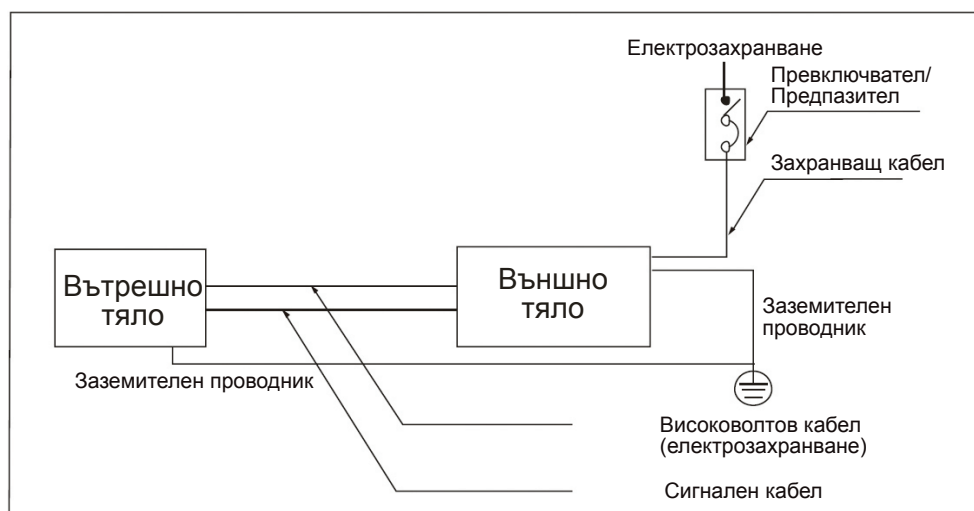 Електрозахранване
Превключвател/
Предпазител
Захранващ кабел
Вътрешно
тяло
Външно
тяло
Заземителен
проводник
Заземителен проводник
Високоволтов кабел
(електрозахранване)
Сигнален кабел